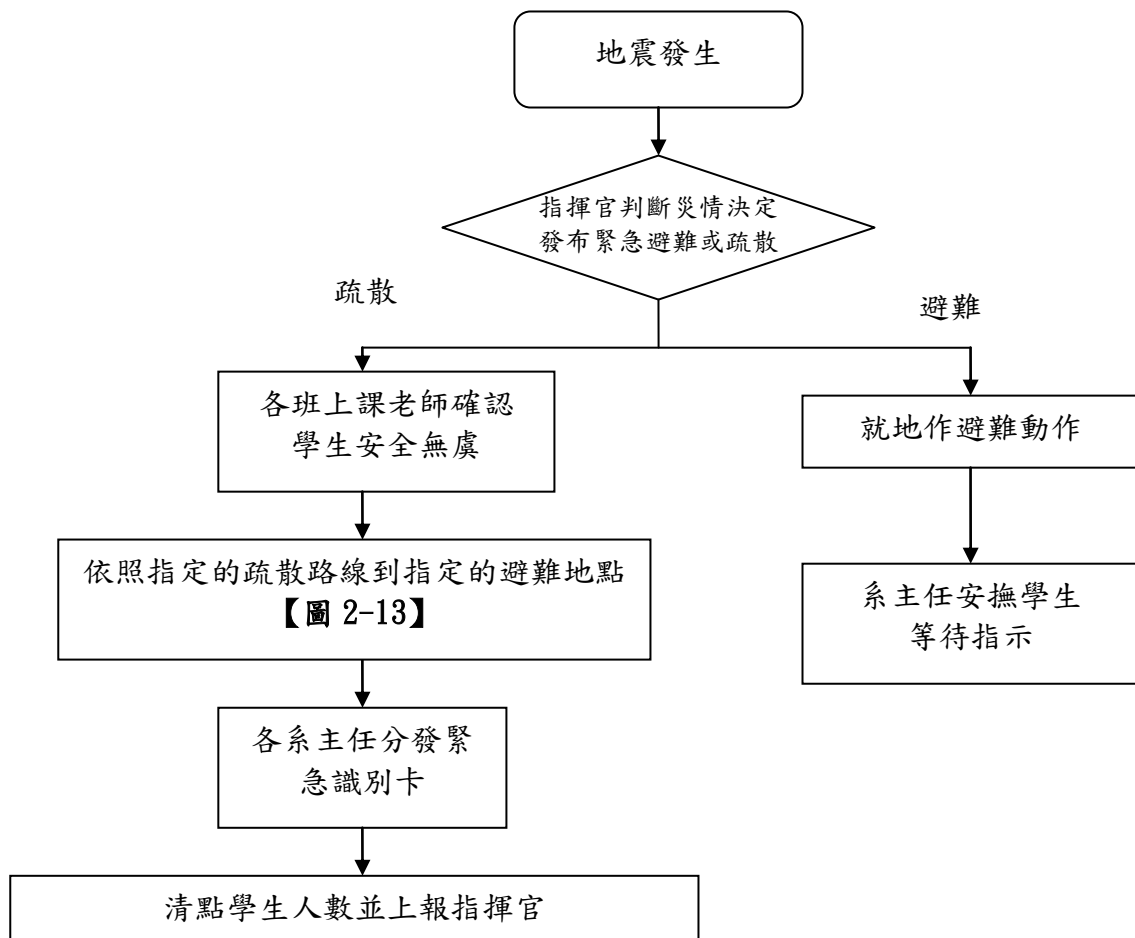 地震發生
指揮官判斷災情決定
發布緊急避難或疏散
疏散
避難
各班上課老師確認
學生安全無虞
就地作避難動作
依照指定的疏散路線到指定的避難地點
【圖 2-13】
系主任安撫學生
等待指示
各系主任分發緊
急識別卡
清點學生人數並上報指揮官